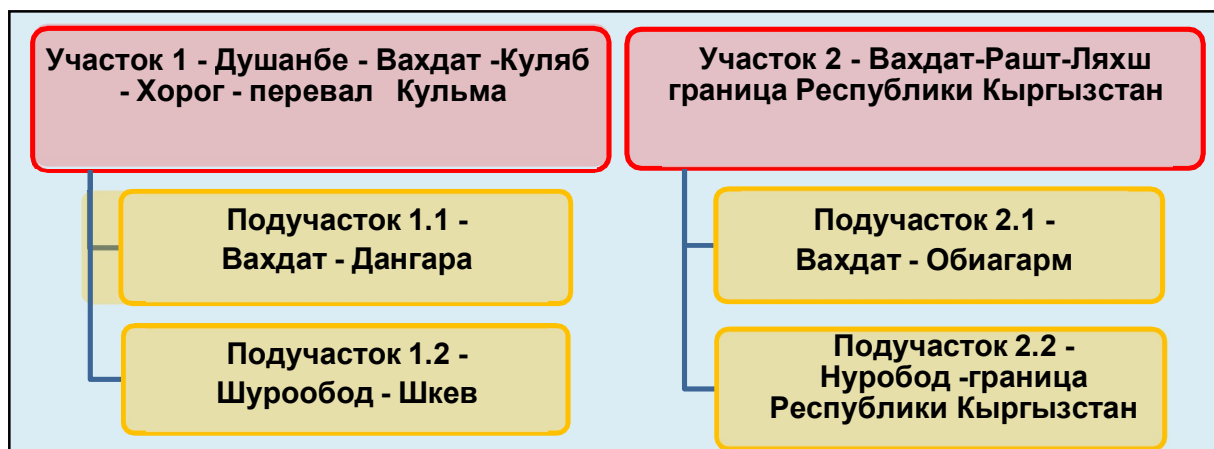 Участок 1 - Душанбе - Вахдат -Куляб
- Хорог - перевал Кульма
Подучасток 1.1 -
Вахдат - Дангара
Подучасток 1.2 -
Шурообод - Шкев
Участок 2 - Вахдат-Рашт-Ляхш
граница Республики Кыргызстан
Подучасток 2.1 -
Вахдат - Обиагарм
Подучасток 2.2 -
Нуробод -граница
Республики Кыргызстан